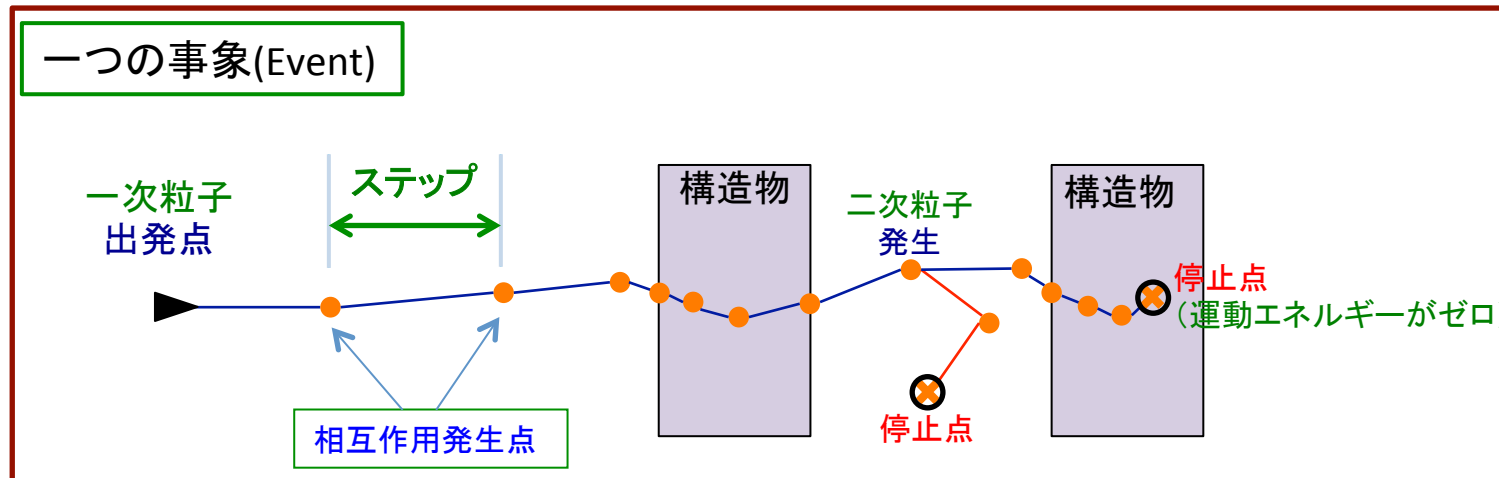 一つの事象(Event)
一次粒子
出発点
ステップ
相互作用発生点
構造物
二次粒子
発生
停止点
構造物
停止点
（運動エネルギーがゼロ